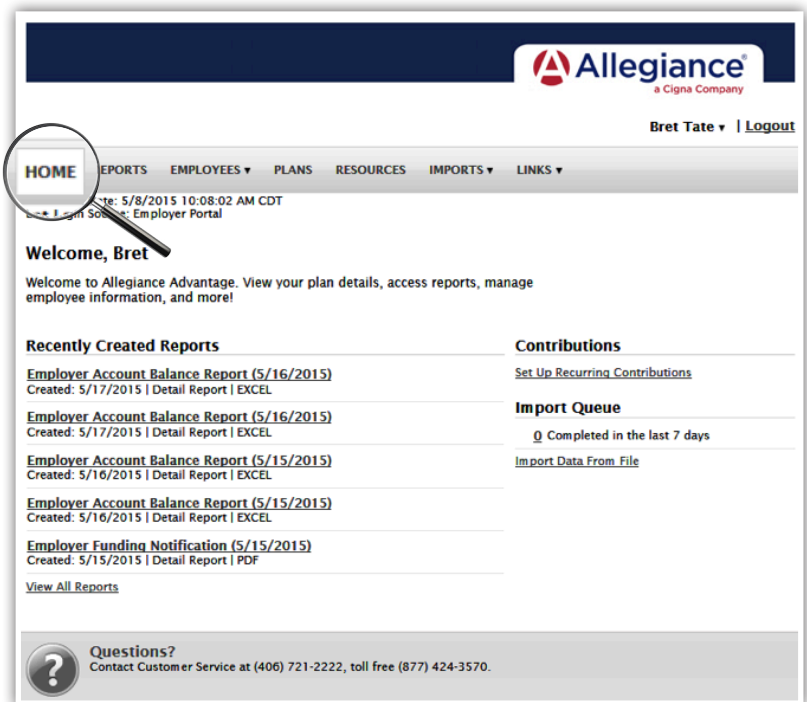 Allegiance®
a Cigna Company
Bret Tate ▾ | Logout
HOME EPORTS EMPLOYEES ▾ PLANS RESOURCES IMPORTS ▾ LINKS ▾
te: 5/8/2015 10:08:02 AM CDT
Login Source: Employer Portal
Welcome, Bret
Welcome to Allegiance Advantage. View your plan details, access reports, manage
employee information, and more!
Recently Created Reports
Employer Account Balance Report (5/16/2015)
Created: 5/17/2015 | Detail Report | EXCEL
Employer Account Balance Report (5/16/2015)
Created: 5/17/2015 | Detail Report | EXCEL
Employer Account Balance Report (5/15/2015)
Created: 5/16/2015 | Detail Report | EXCEL
Employer Account Balance Report (5/15/2015)
Created: 5/16/2015 | Detail Report | EXCEL
Employer Funding Notification (5/15/2015)
Created: 5/15/2015 | Detail Report | PDF
View All Reports
Contributions
Set Up Recurring Contributions
Import Queue
0 Completed in the last 7 days
Import Data From File
Questions?
Contact Customer Service at (406) 721-2222, toll free (877) 424-3570.